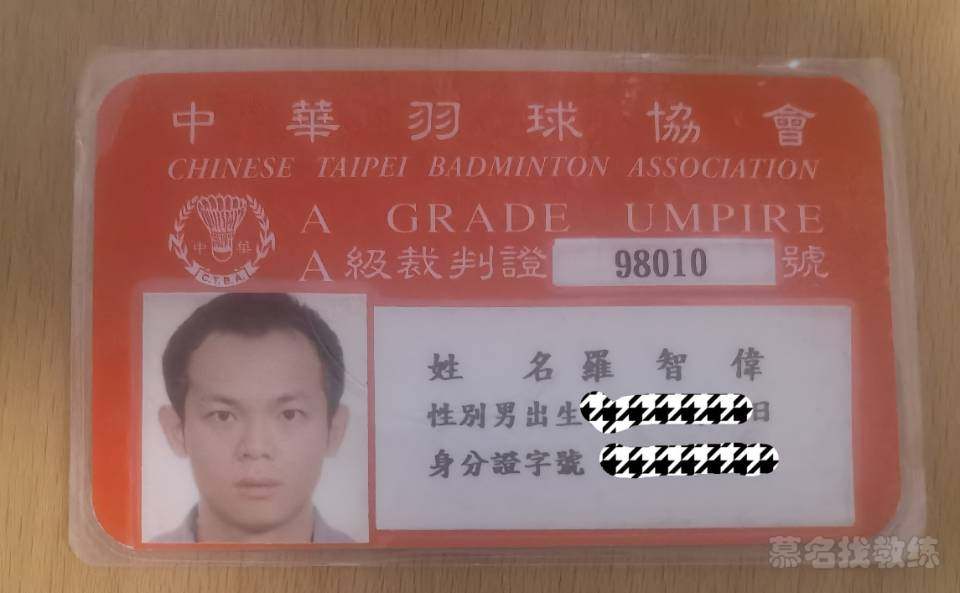 中華羽球協會
CHINESE TAIPEI BADMINTON ASSOCIATION
A GRADE UMPIRE
A級裁判證 98010 號
中華
C.T.B.A.
姓名羅智偉
性別男出生日
身分證字號
慕名找教练